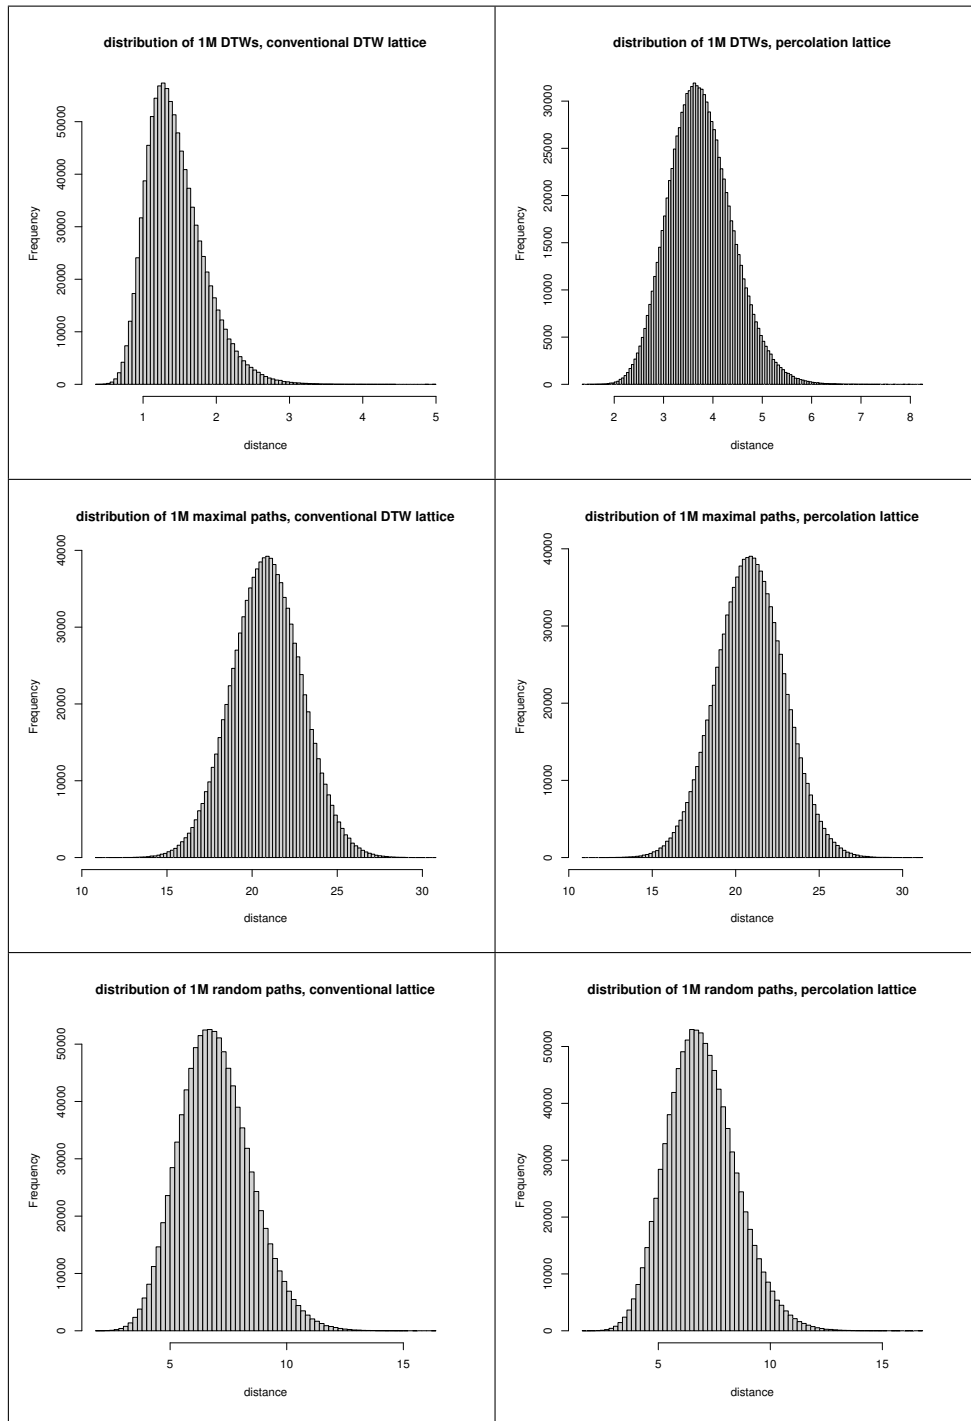 distribution of 1M DTWs, conventional DTW lattice
Frequency
0 10000 20000 30000 40000 50000
1 2 3 4 5
distance
distribution of 1M DTWs, percolation lattice
Frequency
0 5000 10000 15000 20000 25000 30000
2 3 4 5 6 7 8
distance
distribution of 1M maximal paths, conventional DTW lattice
Frequency
0 10000 20000 30000 40000
10 15 20 25 30
distance
distribution of 1M maximal paths, percolation lattice
Frequency
0 10000 20000 30000 40000
10 15 20 25 30
distance
distribution of 1M random paths, conventional lattice
Frequency
0 10000 20000 30000 40000 50000
5 10 15
distance
distribution of 1M random paths, percolation lattice
Frequency
0 10000 20000 30000 40000 50000
5 10 15
distance